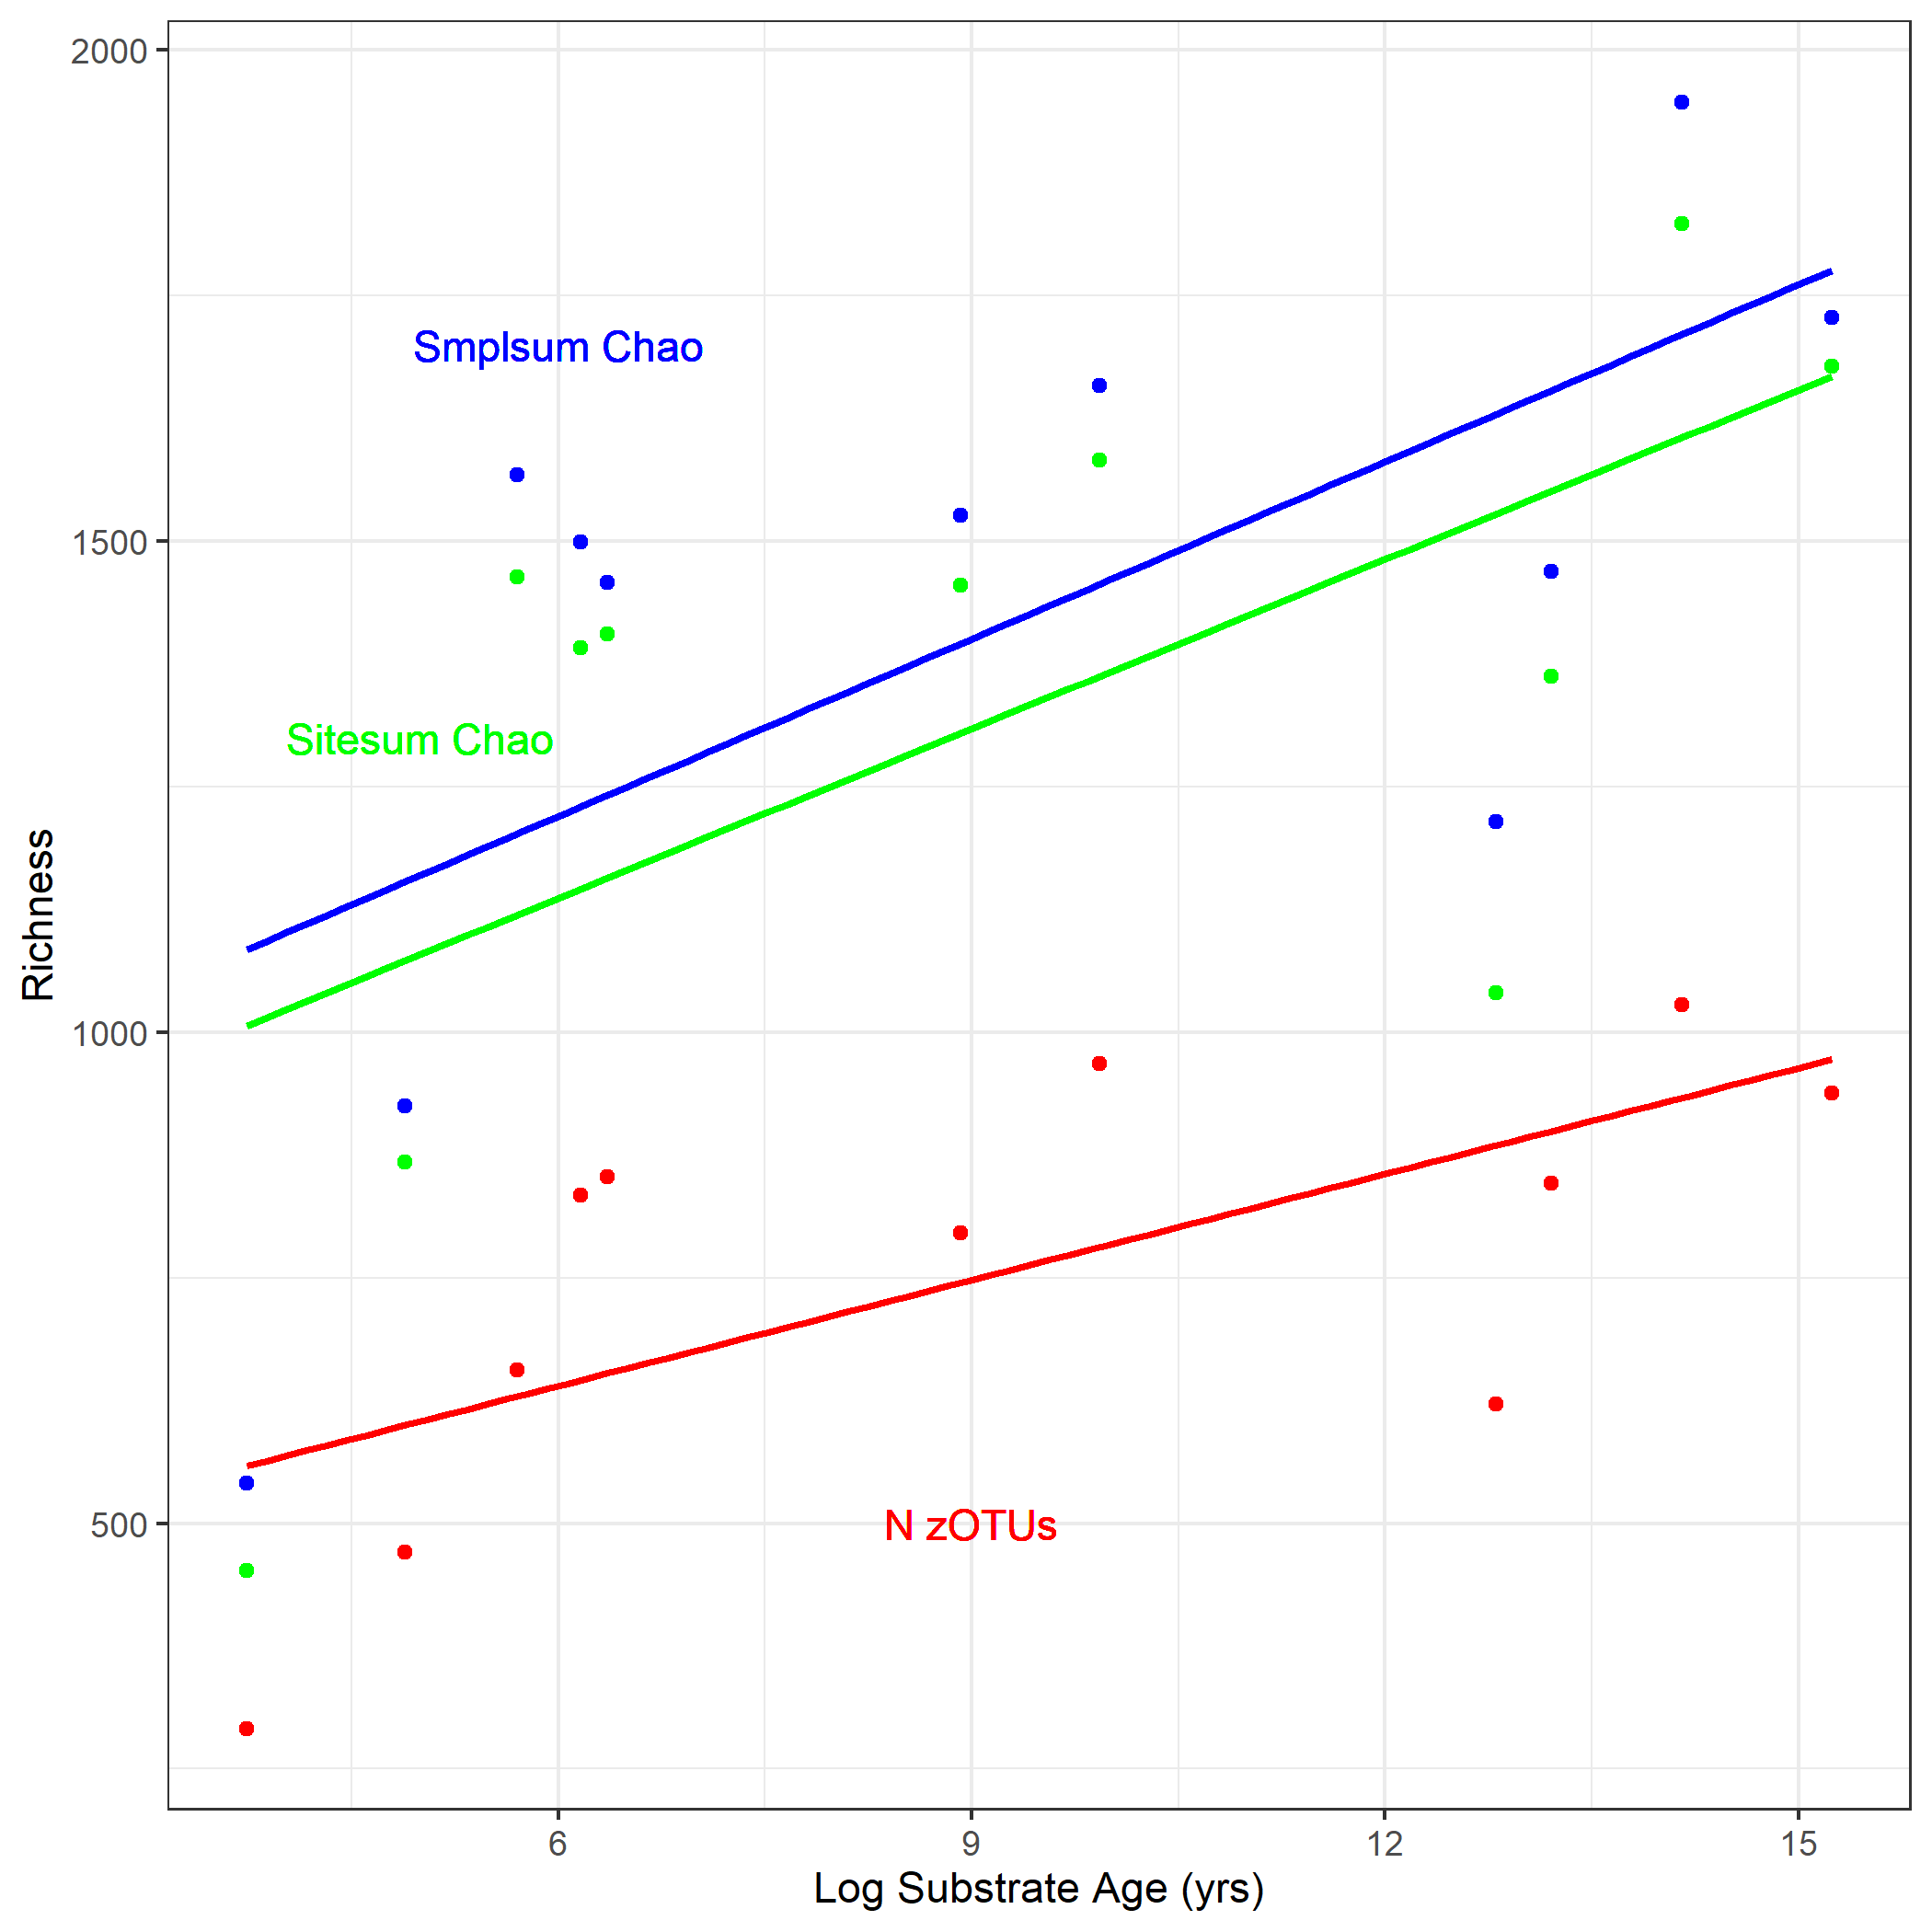 2000
1500
1000
500
Richness
Smplsum Chao
Sitesum Chao
N zOTUs
6
9
12
15
Log Substrate Age (yrs)